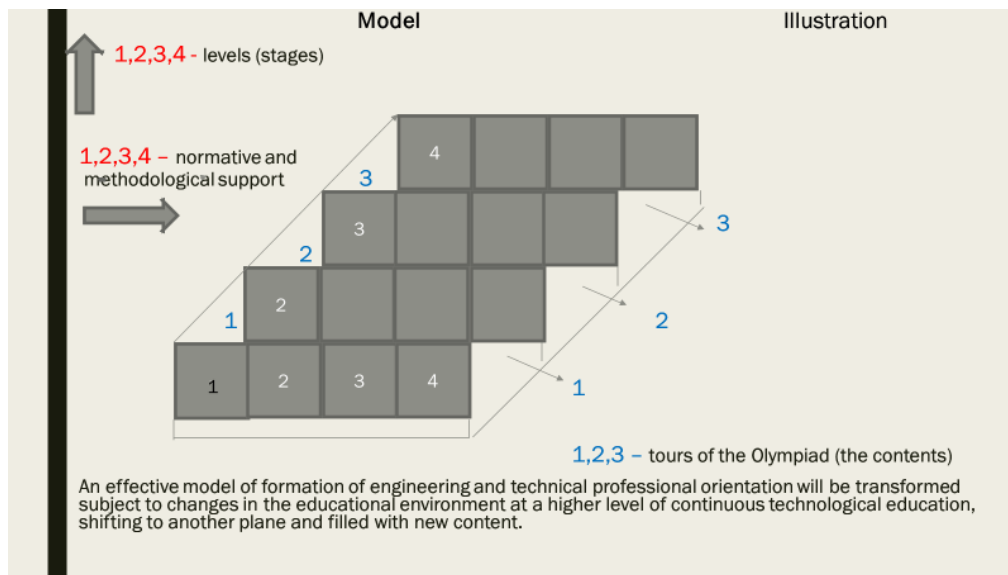 Model
Illustration
1,2,3,4 - levels (stages)
1,2,3,4 – normative and
methodological support
4
3
3
3
2
2
2
1
1
2
3
4
1
1,2,3 – tours of the Olympiad (the contents)
An effective model of formation of engineering and technical professional orientation will be transformed
subject to changes in the educational environment at a higher level of continuous technological education,
shifting to another plane and filled with new content.